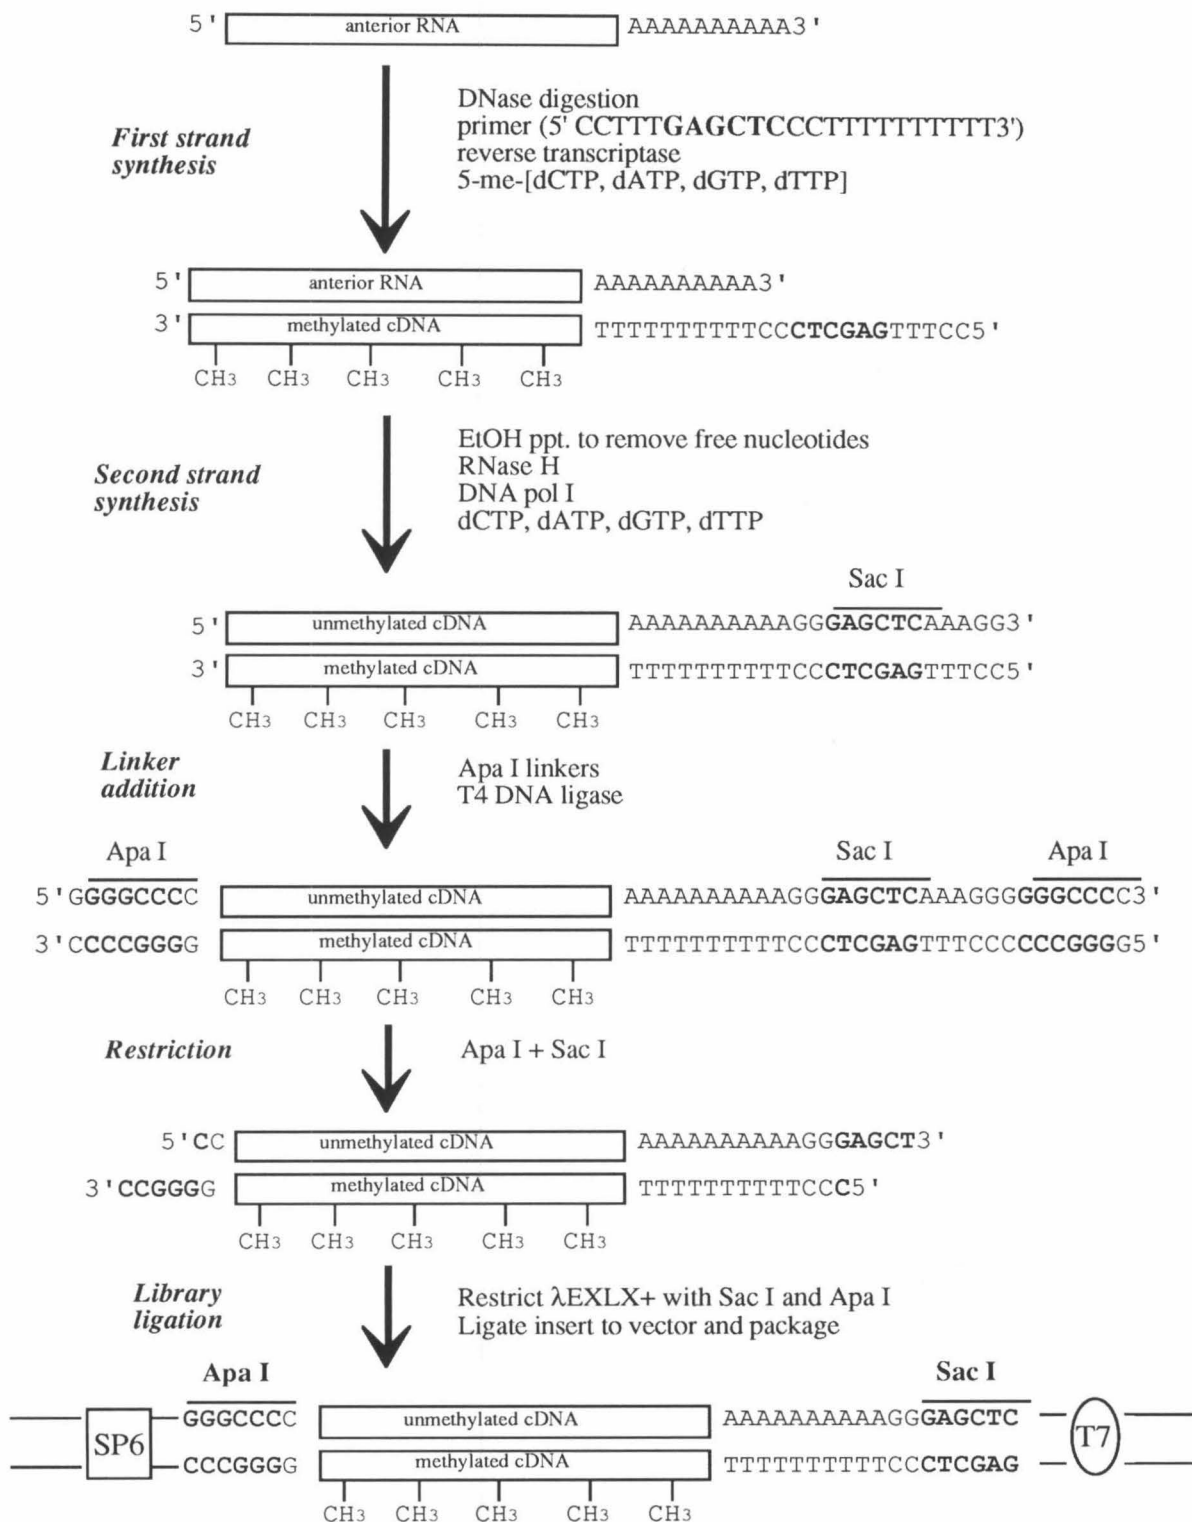 5' anterior RNA AAAAAAAAAA3'
First strand
synthesis
DNase digestion
primer (5' CCTTTGAGCTCCCTTTTTTTTTT3')
reverse transcriptase
5-me-[dCTP, dATP, dGTP, dTTP]
5' anterior RNA AAAAAAAAAA3'
3' methylated cDNA TTTTTTTTTTCCCTCGAGTTTCC5'
CH3 CH3 CH3 CH3 CH3
Second strand
synthesis
EtOH ppt. to remove free nucleotides
RNase H
DNA pol I
dCTP, dATP, dGTP, dTTP
Sac I
5' unmethylated cDNA AAAAAAAAAAGGGAGCTCAAAGG3'
3' methylated cDNA TTTTTTTTTTCCCTCGAGTTTCC5'
CH3 CH3 CH3 CH3 CH3
Linker
addition
Apa I linkers
T4 DNA ligase
Apa I Sac I Apa I
5'GGGGCCCC unmethylated cDNA AAAAAAAAAAGGGAGCTCAAAGGGGGGCCCC3'
3'CCCCGGGG methylated cDNA TTTTTTTTTTCCCTCGAGTTTCCCCCCGGGG5'
CH3 CH3 CH3 CH3 CH3
Restriction
Apa I + Sac I
5'CC unmethylated cDNA AAAAAAAAAAGGGAGCT3'
3'CCGGGG methylated cDNA TTTTTTTTTTCCC5'
CH3 CH3 CH3 CH3 CH3
Library
ligation
Restrict λEXLX+ with Sac I and Apa I
Ligate insert to vector and package
Apa I Sac I
GGGCCCC unmethylated cDNA AAAAAAAAAAGGGAGCTC
SP6 T7
CCCGGGG methylated cDNA TTTTTTTTTTCCCTCGAG
CH3 CH3 CH3 CH3 CH3